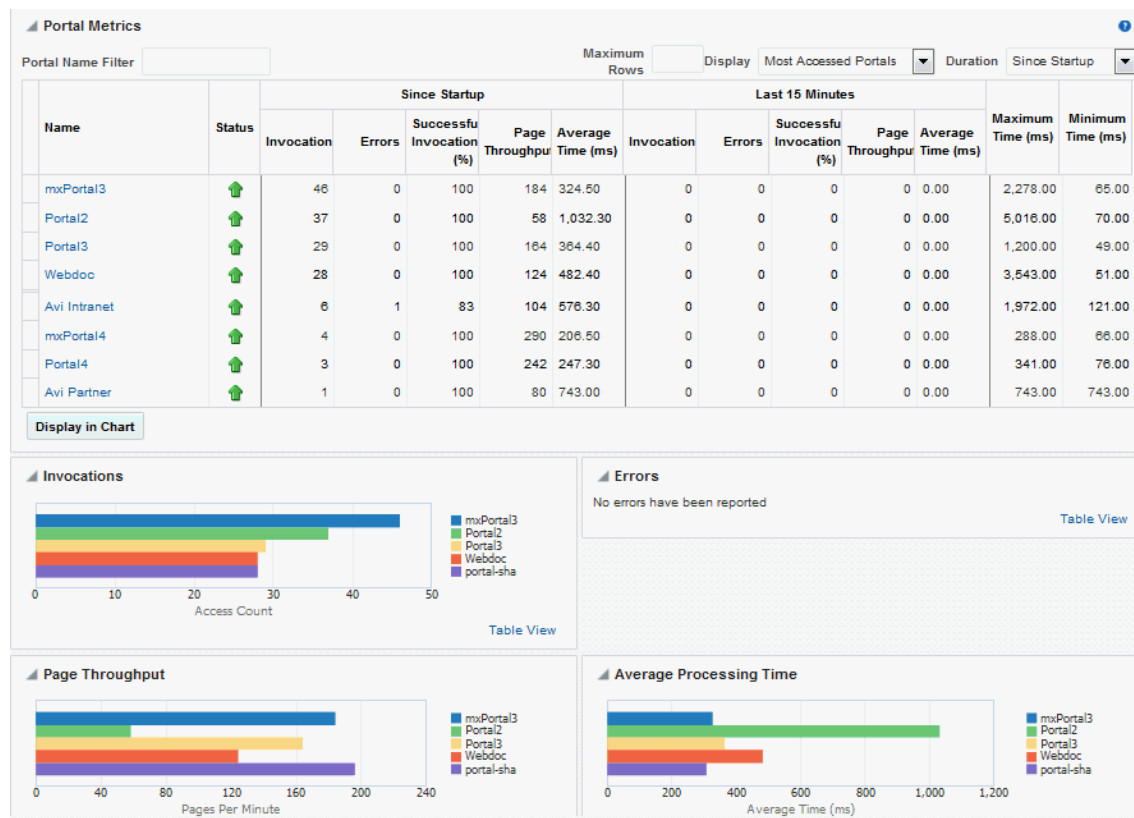 Portal Metrics
Portal Name Filter Maximum Rows Display Most Accessed Portals Duration Since Startup
Since Startup Last 15 Minutes
Name Status Invocation Errors Successfu Invocation (%) Page Throughput Average Time (ms) Invocation Errors Successfu Invocation (%) Page Throughput Average Time (ms) Maximum Time (ms) Minimum Time (ms)
mxPortal3 46 0 100 184 324.50 0 0 0 0 0.00 2,278.00 65.00
Portal2 37 0 100 58 1,032.30 0 0 0 0 0.00 5,016.00 70.00
Portal3 29 0 100 164 364.40 0 0 0 0 0.00 1,200.00 49.00
Webdoc 28 0 100 124 482.40 0 0 0 0 0.00 3,543.00 51.00
Avi Intranet 6 1 83 104 576.30 0 0 0 0 0.00 1,972.00 121.00
mxPortal4 4 0 100 290 206.50 0 0 0 0 0.00 288.00 66.00
Portal4 3 0 100 242 247.30 0 0 0 0 0.00 341.00 76.00
Avi Partner 1 0 100 80 743.00 0 0 0 0 0.00 743.00 743.00
Display in Chart
Invocations
mxPortal3
Portal2
Portal3
Webdoc
portal-sha
0 10 20 30 40 50
Access Count
Table View
Errors
No errors have been reported
Table View
Page Throughput
mxPortal3
Portal2
Portal3
Webdoc
portal-sha
0 40 80 120 160 200 240
Pages Per Minute
Average Processing Time
mxPortal3
Portal2
Portal3
Webdoc
portal-sha
0 200 400 600 800 1,000 1,200
Average Time (ms)